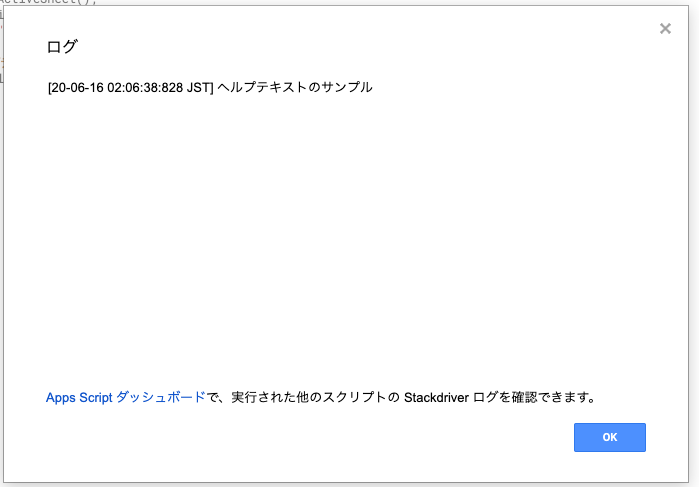 ActiveSheet();
ログ
[20-06-16 02:06:38:828 JST] ヘルプテキストのサンプル
Apps Script ダッシュボードで、実行された他のスクリプトの Stackdriver ログを確認できます。
OK